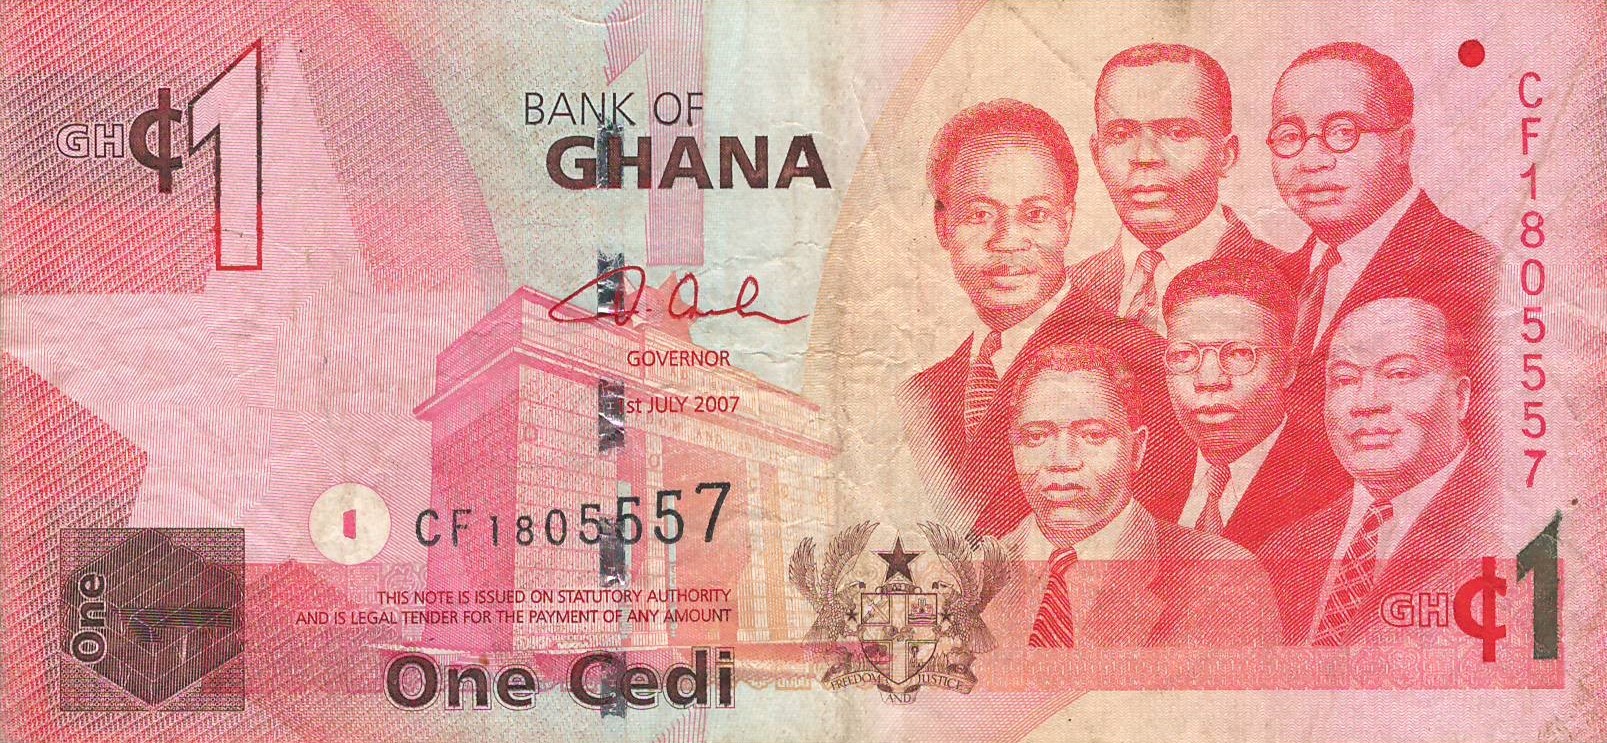 GH₵1
BANK OF
GHANA
GOVERNOR
1st JULY 2007
CF1805557
THIS NOTE IS ISSUED ON STATUTORY AUTHORITY
AND IS LEGAL TENDER FOR THE PAYMENT OF ANY AMOUNT
One Cedi
One
FREEDOM AND JUSTICE
CF1805557
GH₵1
1